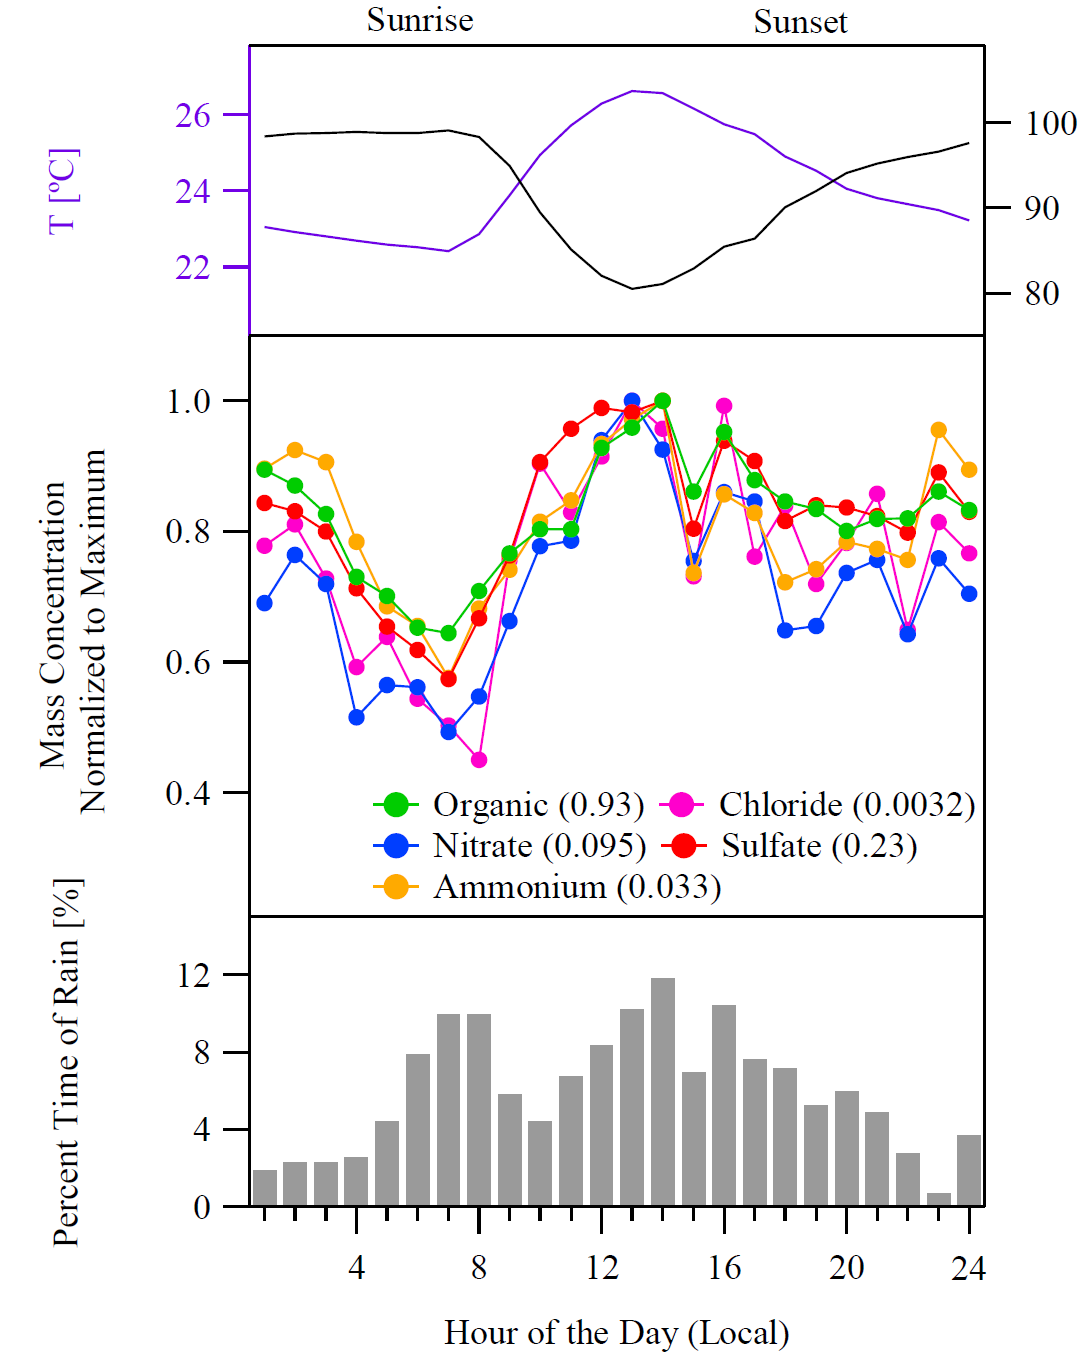 Sunrise
Sunset
26
24
22
T [ºC]
100
90
80
1.0
0.8
0.6
0.4
Mass Concentration
Normalized to Maximum
Organic (0.93)
Chloride (0.0032)
Nitrate (0.095)
Sulfate (0.23)
Ammonium (0.033)
12
8
4
0
Percent Time of Rain [%]
4
8
12
16
20
24
Hour of the Day (Local)